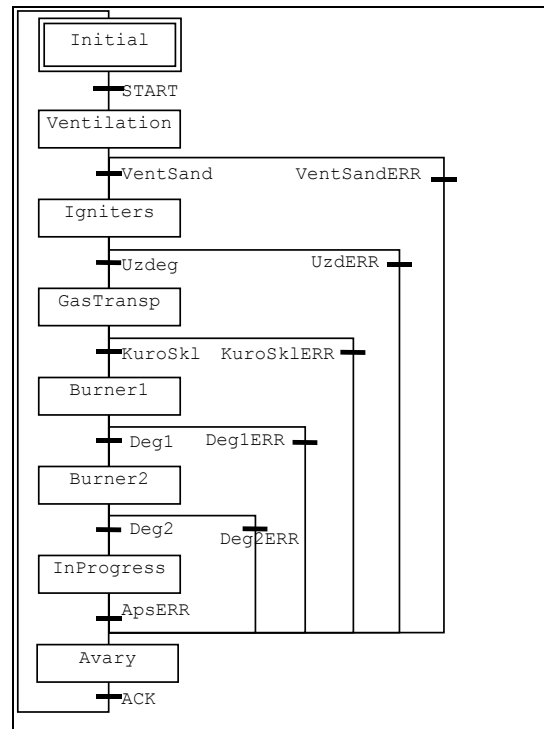 Initial
START
Ventilation
VentSand VentSandERR
Igniters
Uzdeg UzdERR
GasTransp
KuroSkl KuroSklERR
Burner1
Deg1 Deg1ERR
Burner2
Deg2 Deg2ERR
InProgress
ApsERR
Avary
ACK